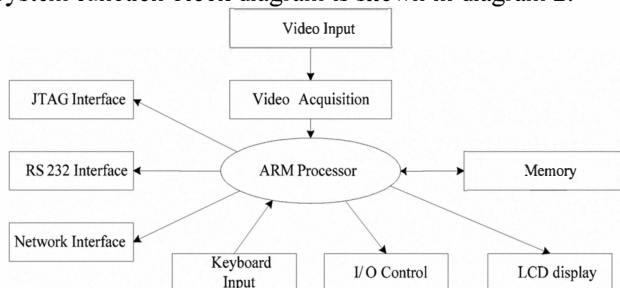 system function block diagram is shown in diagram 2.
Video Input
JTAG Interface
Video Acquisition
RS 232 Interface
ARM Processor
Memory
Network Interface
Keyboard
Input
I/O Control
LCD display